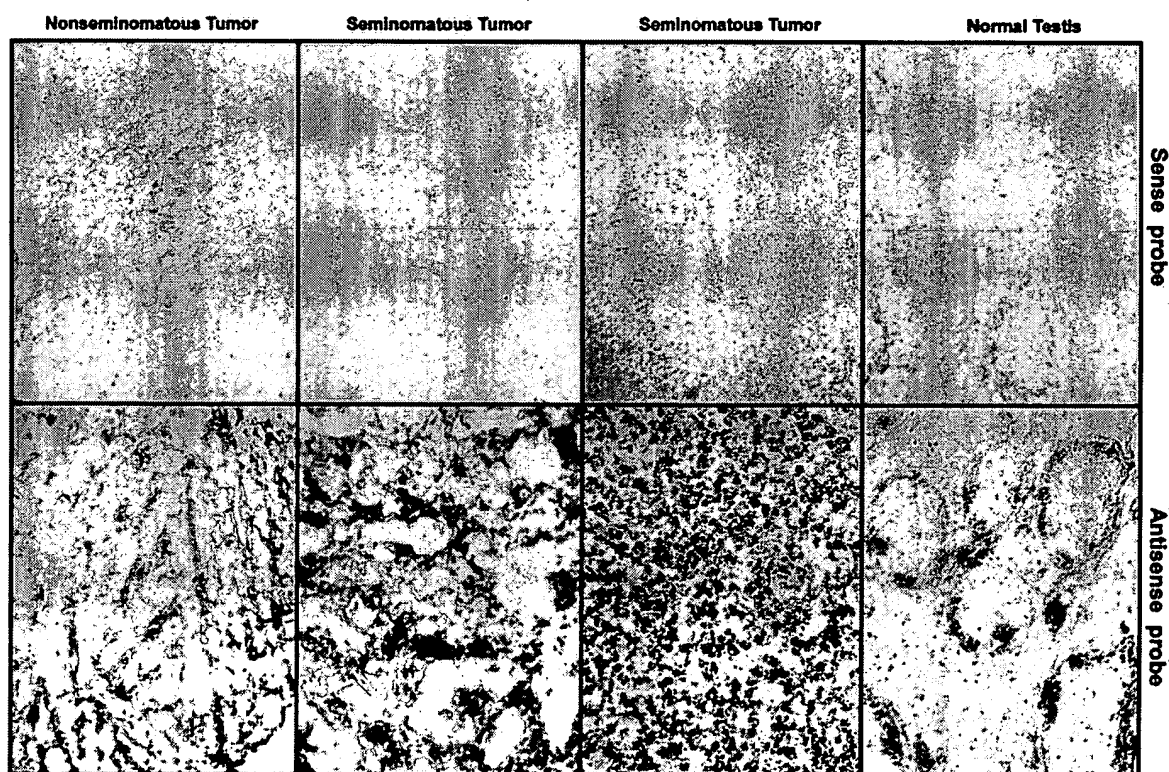 Nonseminomatous Tumor
Seminomatous Tumor
Seminomatous Tumor
Normal Testis
Sense probe
Antisense probe